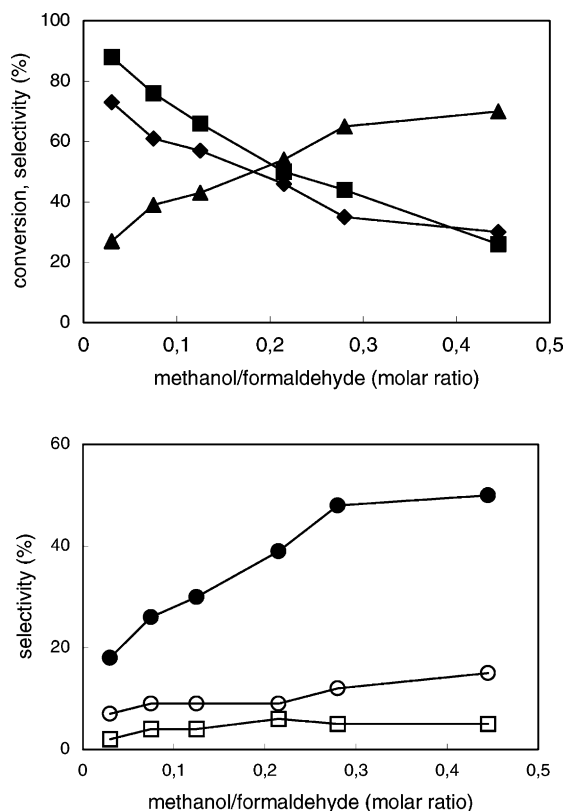 conversion, selectivity (%)
100
80
60
40
20
0
0 0,1 0,2 0,3 0,4 0,5
methanol/formaldehyde (molar ratio)
selectivity (%)
60
40
20
0
0 0,1 0,2 0,3 0,4 0,5
methanol/formaldehyde (molar ratio)